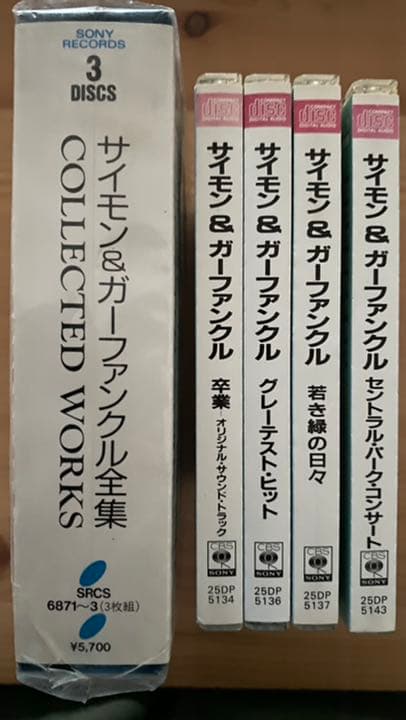 SONY
RECORDS
3
DISCS
サイモン&ガーファンクル全集
COLLECTED WORKS
SRCS
6871~3(3枚組)
¥5,700
COMPACT
disc
DIGITAL AUDIO
サイモン&ガーファンクル
卒業-オリジナル・サウンド・トラック
CBS
SONY
25DP
5134
COMPACT
disc
DIGITAL AUDIO
サイモン&ガーファンクル
グレーテスト・ヒット
CBS
SONY
25DP
5136
COMPACT
disc
DIGITAL AUDIO
サイモン&ガーファンクル
若き緑の日々
CBS
SONY
25DP
5137
COMPACT
disc
DIGITAL AUDIO
サイモン&ガーファンクル
セントラル・パーク・コンサート
CBS
SONY
25DP
5143